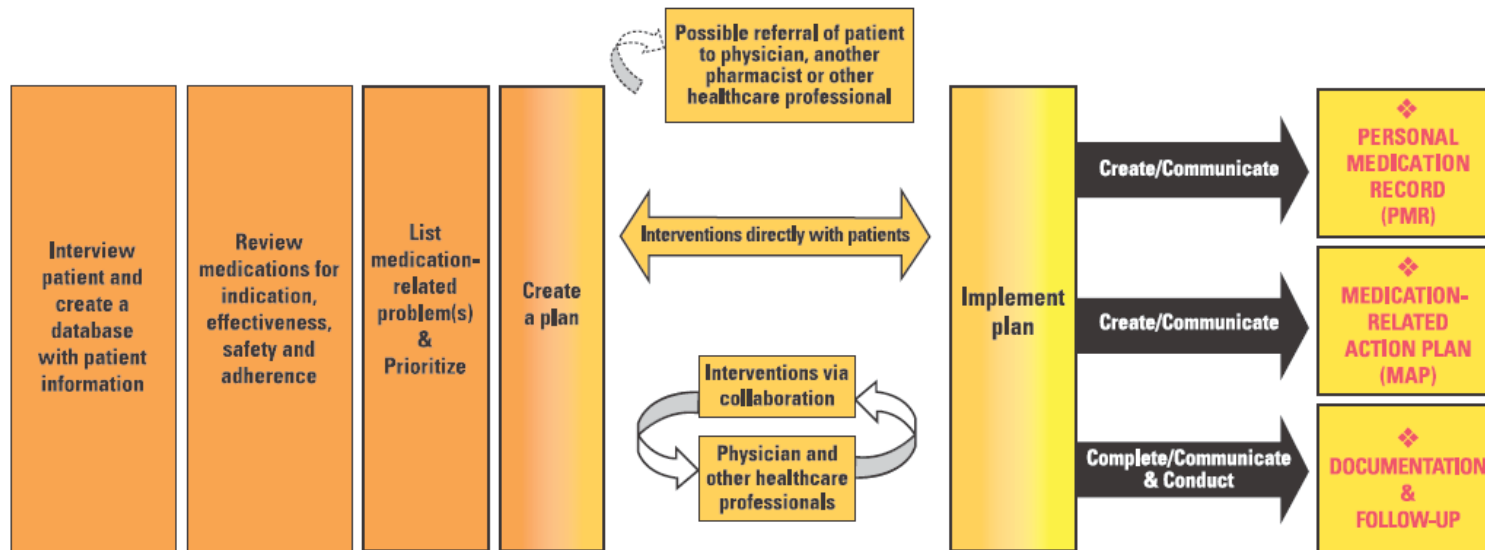 Interview
patient and
create a
database
with patient
information
Review
medications for
indication,
effectiveness,
safety and
adherence
List
medication-
related
problem(s)
&
Prioritize
Create
a plan
Possible referral of patient
to physician, another
pharmacist or other
healthcare professional
Interventions directly with patients
Interventions via
collaboration
Physician and
other healthcare
professionals
Implement
plan
Create/Communicate
❖
PERSONAL
MEDICATION
RECORD
(PMR)
Create/Communicate
❖
MEDICATION-
RELATED
ACTION PLAN
(MAP)
Complete/Communicate
& Conduct
❖
DOCUMENTATION
&
FOLLOW-UP